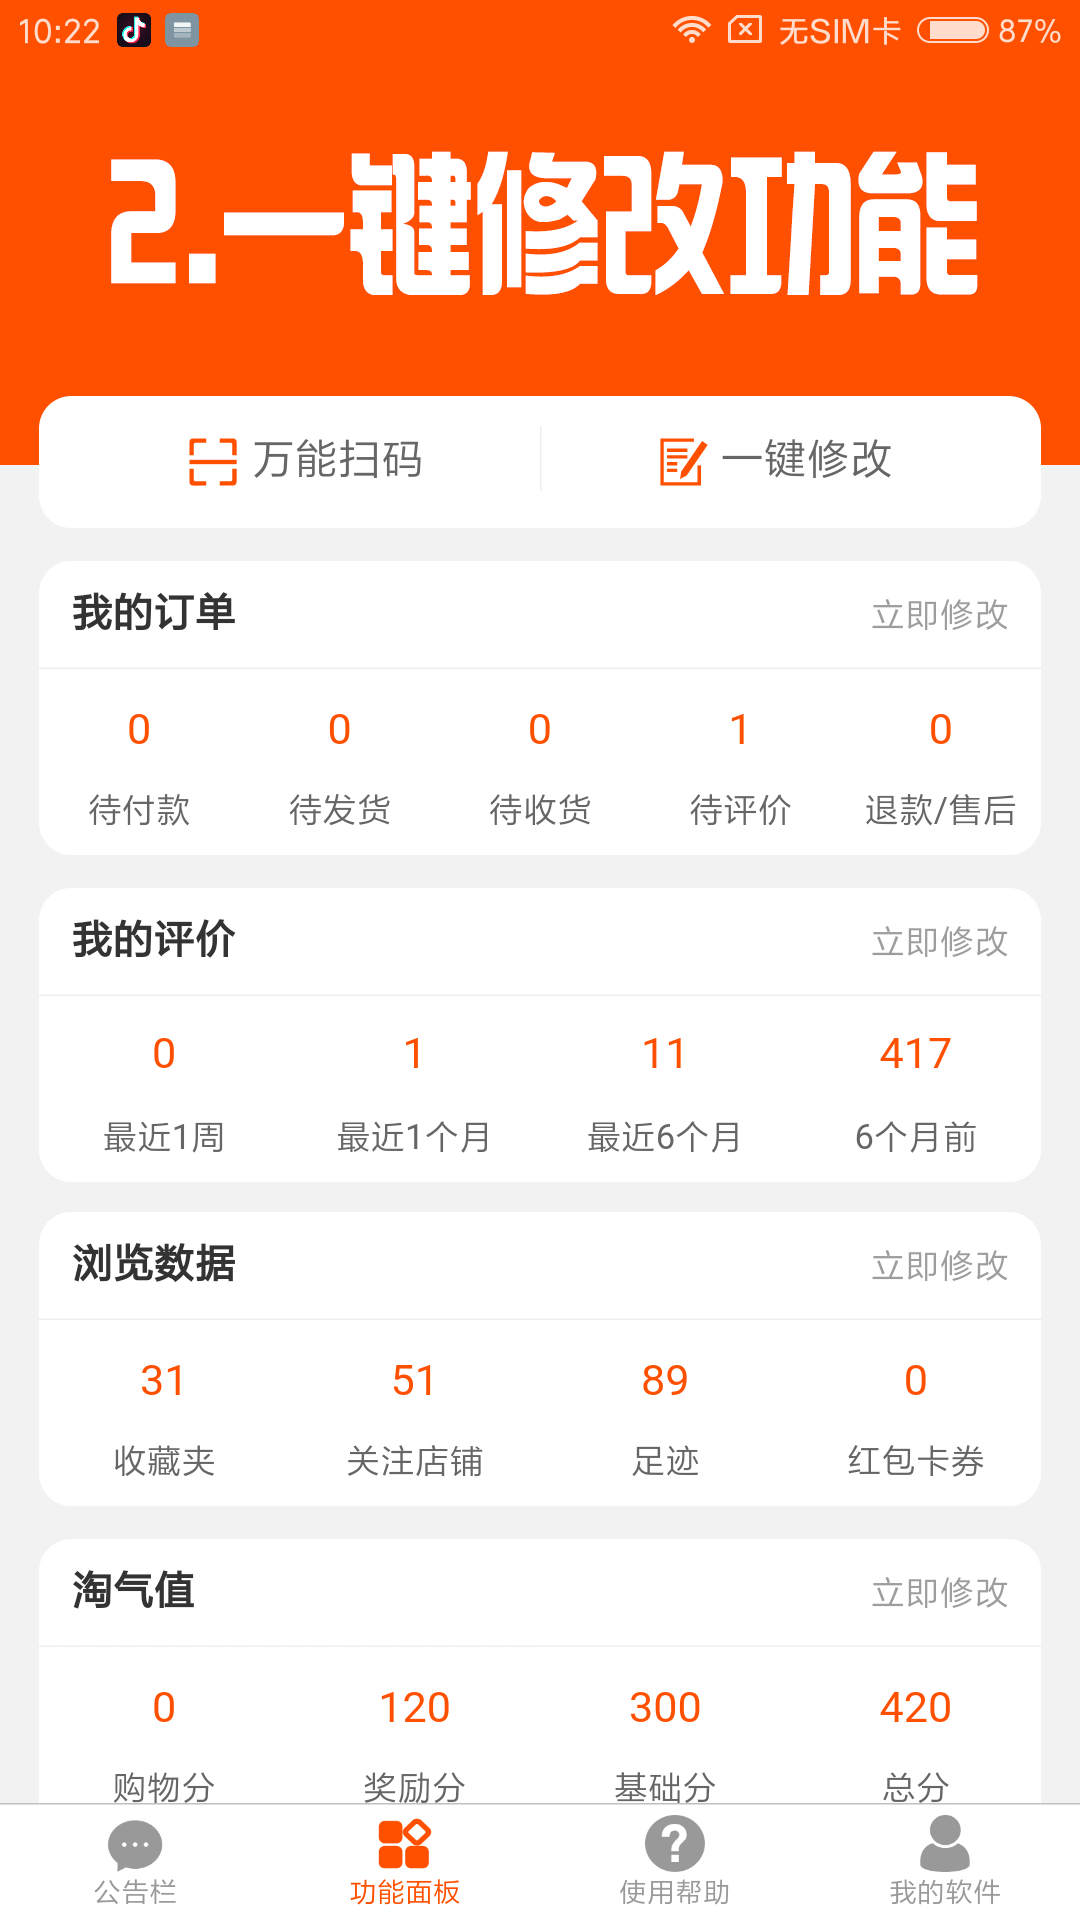 10:22 无SIM卡 87%
2.一键修改功能
万能扫码 一键修改
我的订单 立即修改
0 0 0 1 0
待付款 待发货 待收货 待评价 退款/售后
我的评价 立即修改
0 1 11 417
最近1周 最近1个月 最近6个月 6个月前
浏览数据 立即修改
31 51 89 0
收藏夹 关注店铺 足迹 红包卡券
淘气值 立即修改
0 120 300 420
购物分 奖励分 基础分 总分
公告栏 功能面板 使用帮助 我的软件